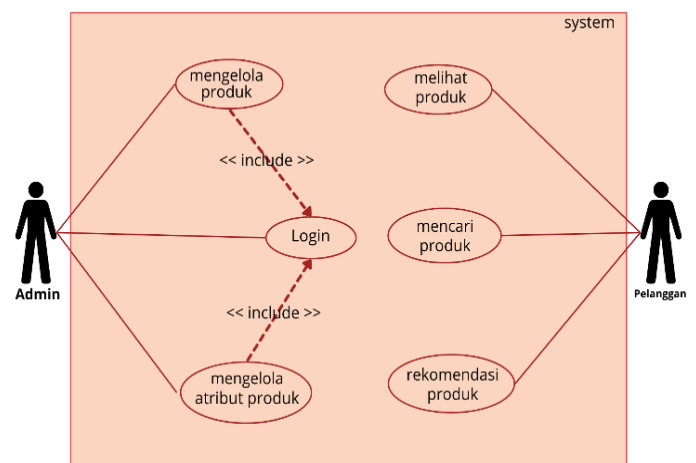 system
mengelola
produk
melihat
produk
<< include >>
Login
mencari
produk
Admin
Pelanggan
<< include >>
mengelola
atribut produk
rekomendasi
produk